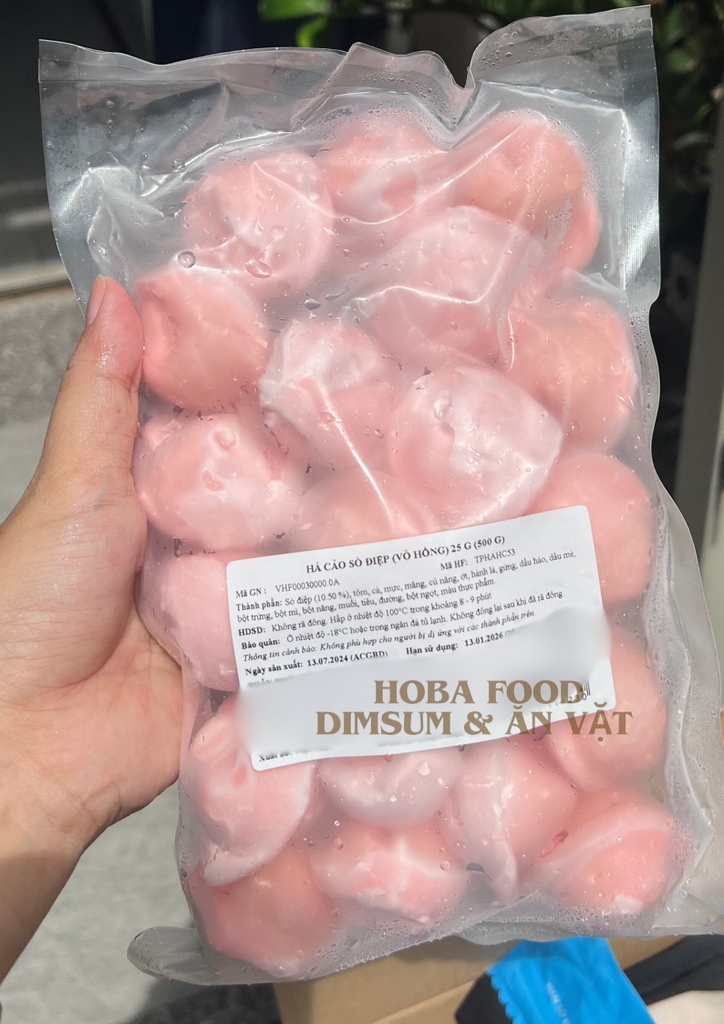 HÁ CẢO SÒ ĐIỆP (VỎ HỒNG) 25 G (500 G)
Mã GN : VHF00030000.0A Mã HF: TPHAHC53
Thành phần: Sò điệp (10.50 %), tôm, cá, mực, măng, củ năng, ớt, hành lá, gừng, dầu hào, dầu mè,
bột trứng, bột mì, bột năng, muối, tiêu, đường, bột ngọt, màu thực phẩm.
HDSD: Không rã đông. Hấp ở nhiệt độ 100°C trong khoảng 8 - 9 phút
Bảo quản: Ở nhiệt độ -18°C hoặc trong ngăn đá tủ lạnh. Không đông lại sau khi đã rã đông
Thông tin cảnh báo: Không phù hợp cho người bị dị ứng với các thành phần trên.
Ngày sản xuất: 13.07.2024 (ACGBD) Hạn sử dụng: 13.01.2026
HOBA FOOD
DIMSUM & ĂN VẶT